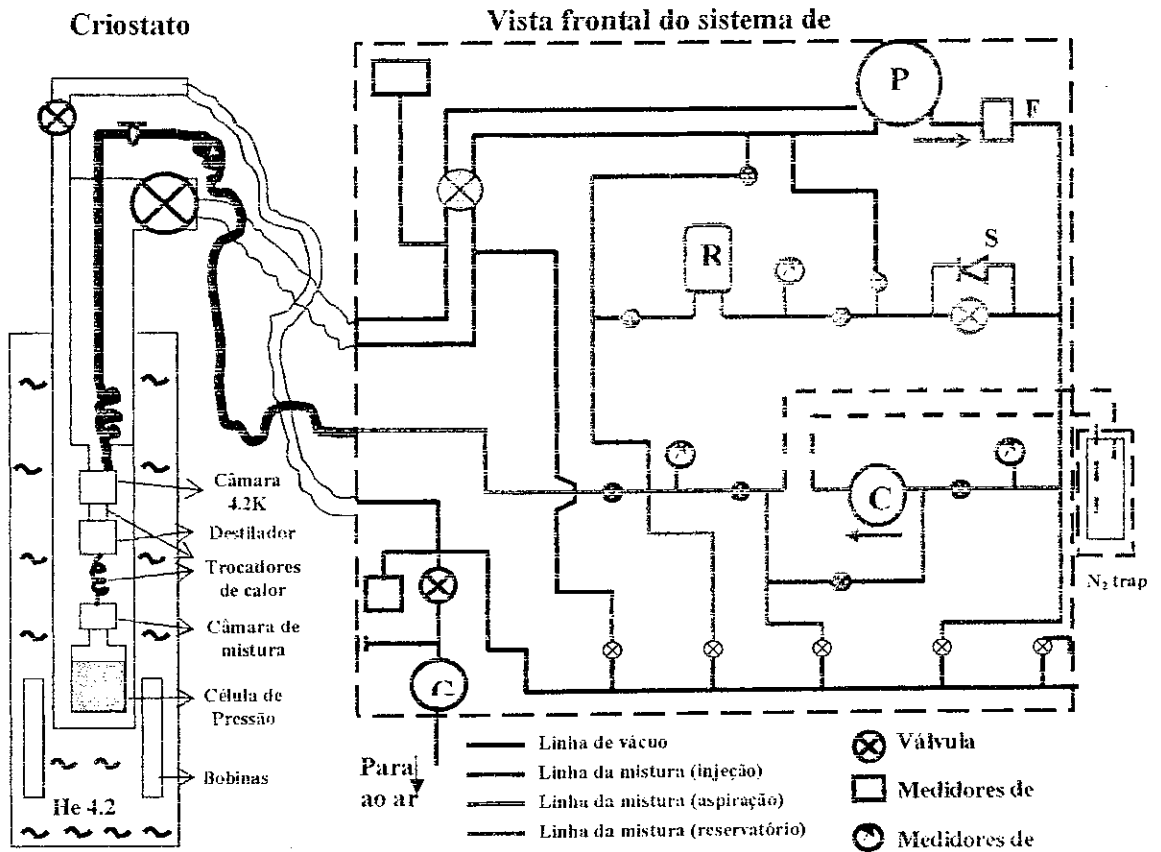 Criostato
Vista frontal do sistema de
P
F
R
S
C
N₂ trap
Câmara
4.2K
Destilador
Trocadores
de calor
Câmara de
mistura
Célula de
Pressão
Bobinas
He 4.2
Para
ao ar
Linha de vácuo
Linha da mistura (injeção)
Linha da mistura (aspiração)
Linha da mistura (reservatório)
Válvula
Medidores de
Medidores de